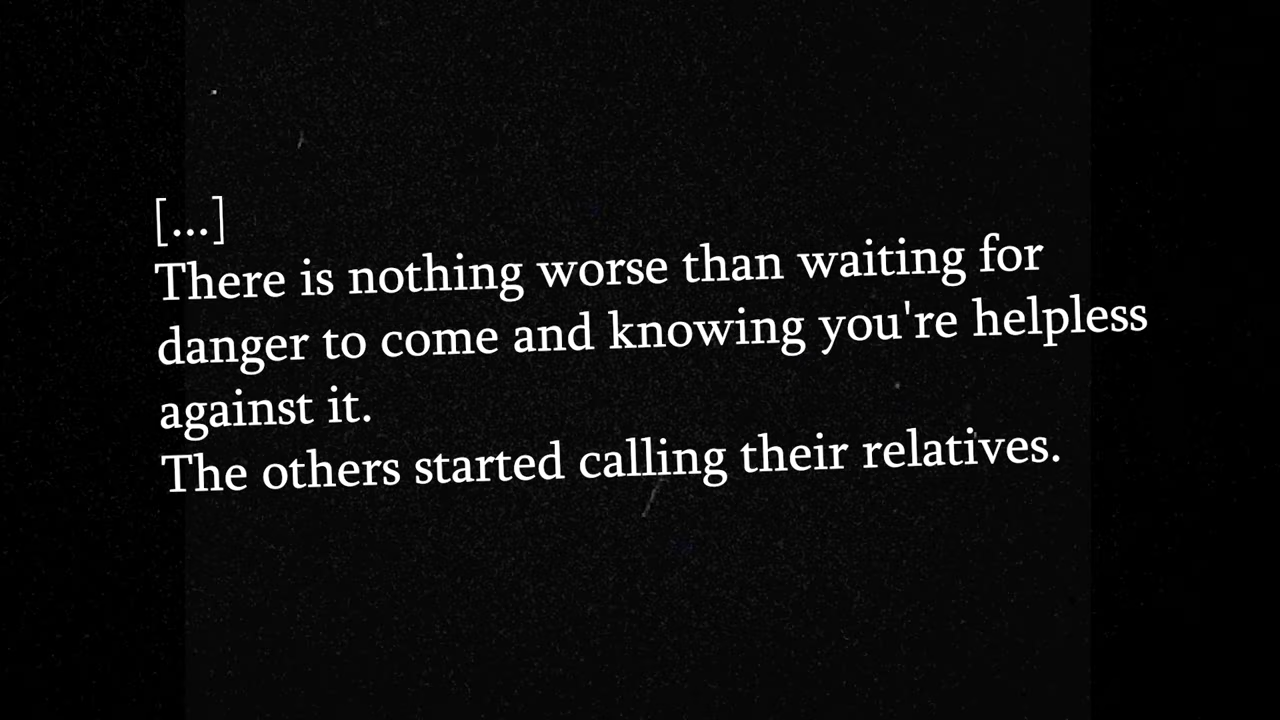 [...]
There is nothing worse than waiting for
danger to come and knowing you're helpless
against it.
The others started calling their relatives.